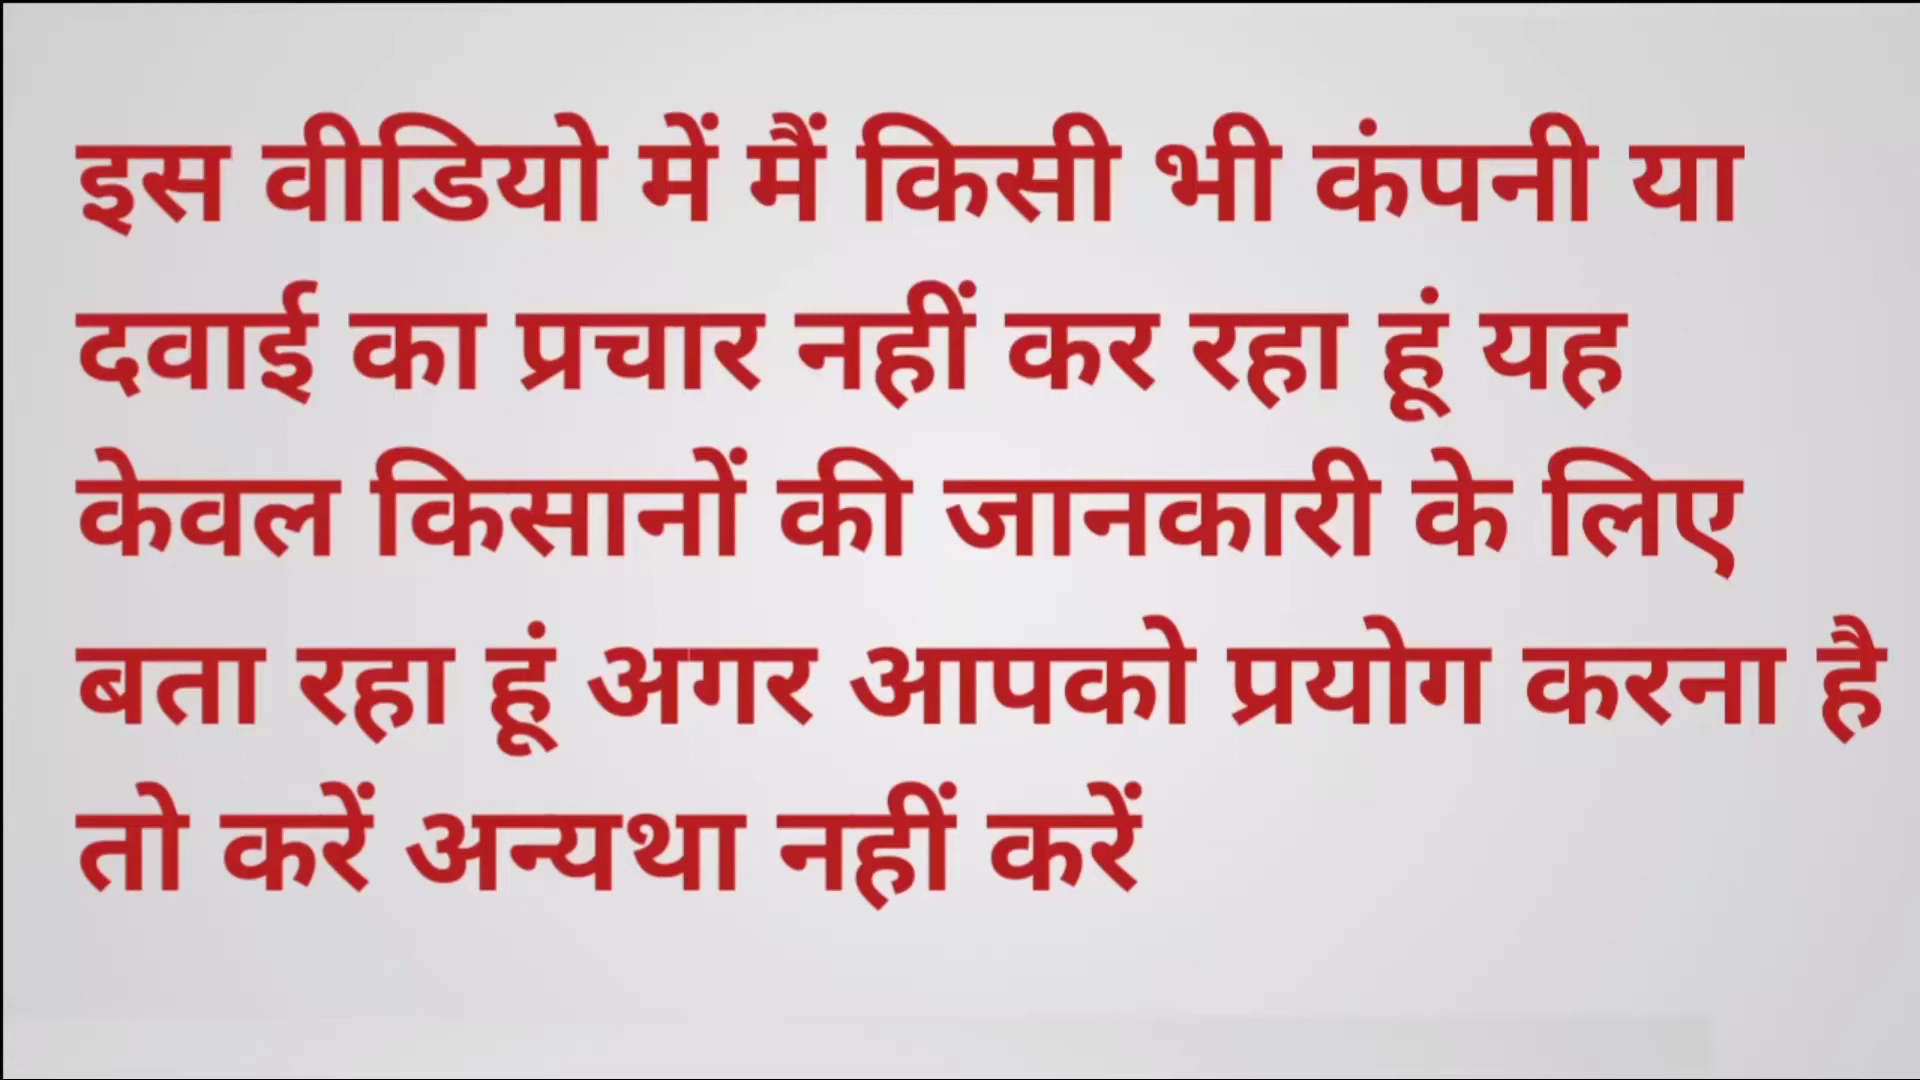 इस वीडियो में मैं किसी भी कंपनी या
दवाई का प्रचार नहीं कर रहा हूं यह
केवल किसानों की जानकारी के लिए
बता रहा हूं अगर आपको प्रयोग करना है
तो करें अन्यथा नहीं करें